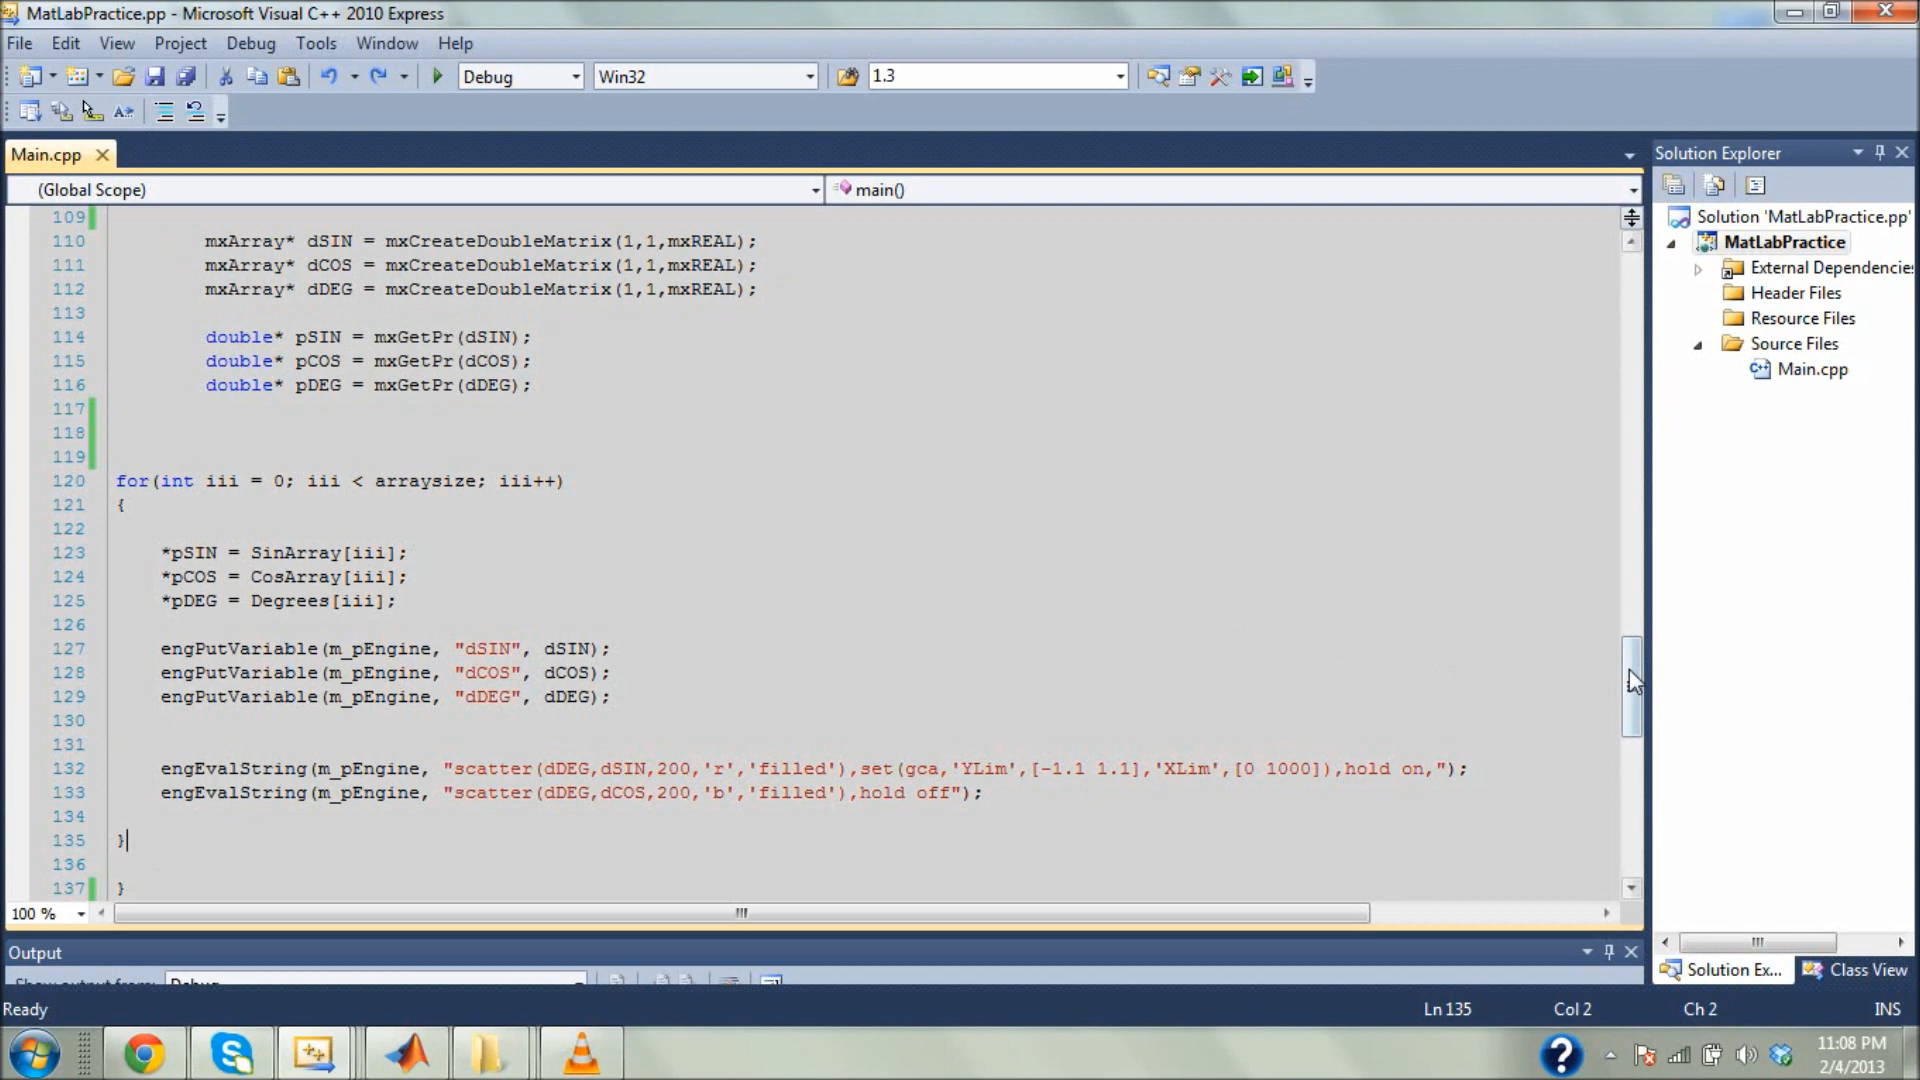 MatLabPractice.pp - Microsoft Visual C++ 2010 Express
File Edit View Project Debug Tools Window Help
Debug Win32 1.3
Main.cpp
Solution Explorer
(Global Scope) main()
109
110 mxArray* dSIN = mxCreateDoubleMatrix(1,1,mxREAL);
111 mxArray* dCOS = mxCreateDoubleMatrix(1,1,mxREAL);
112 mxArray* dDEG = mxCreateDoubleMatrix(1,1,mxREAL);
113
114 double* pSIN = mxGetPr(dSIN);
115 double* pCOS = mxGetPr(dCOS);
116 double* pDEG = mxGetPr(dDEG);
117
118
119
120 for(int iii = 0; iii < arraysize; iii++)
121 {
122
123 *pSIN = SinArray[iii];
124 *pCOS = CosArray[iii];
125 *pDEG = Degrees[iii];
126
127 engPutVariable(m_pEngine, "dSIN", dSIN);
128 engPutVariable(m_pEngine, "dCOS", dCOS);
129 engPutVariable(m_pEngine, "dDEG", dDEG);
130
131
132 engEvalString(m_pEngine, "scatter(dDEG,dSIN,200,'r','filled'),set(gca,'YLim',[-1.1 1.1],'XLim',[0 1000]),hold on,");
133 engEvalString(m_pEngine, "scatter(dDEG,dCOS,200,'b','filled'),hold off");
134
135 }
136
137 }
100 %
Solution 'MatLabPractice.pp'
MatLabPractice
External Dependencies
Header Files
Resource Files
Source Files
Main.cpp
Solution Ex... Class View
Output
Show output from: Debug
Ready Ln 135 Col 2 Ch 2 INS
11:08 PM
2/4/2013